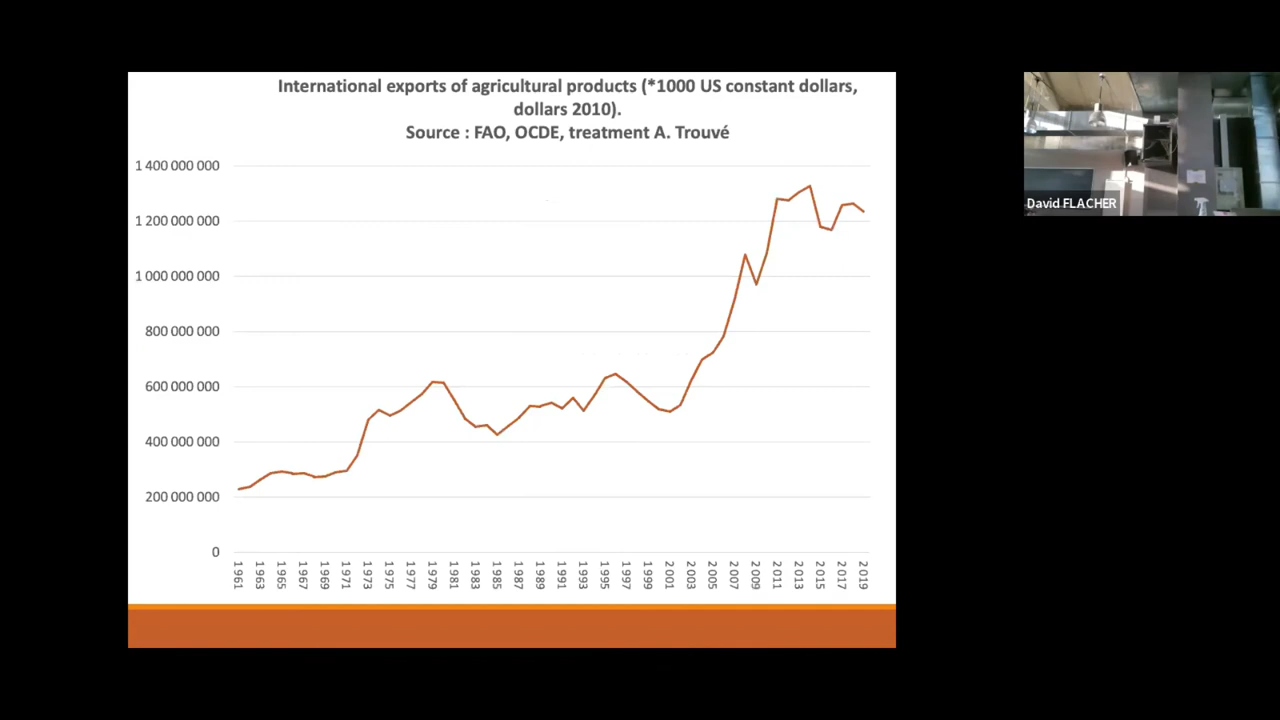 International exports of agricultural products (*1000 US constant dollars,
dollars 2010).
Source : FAO, OCDE, treatment A. Trouvé
1 400 000 000
1 200 000 000
1 000 000 000
800 000 000
600 000 000
400 000 000
200 000 000
0
1961
1963
1965
1967
1969
1971
1973
1975
1977
1979
1981
1983
1985
1987
1989
1991
1993
1995
1997
1999
2001
2003
2005
2007
2009
2011
2013
2015
2017
2019
David FLACHER